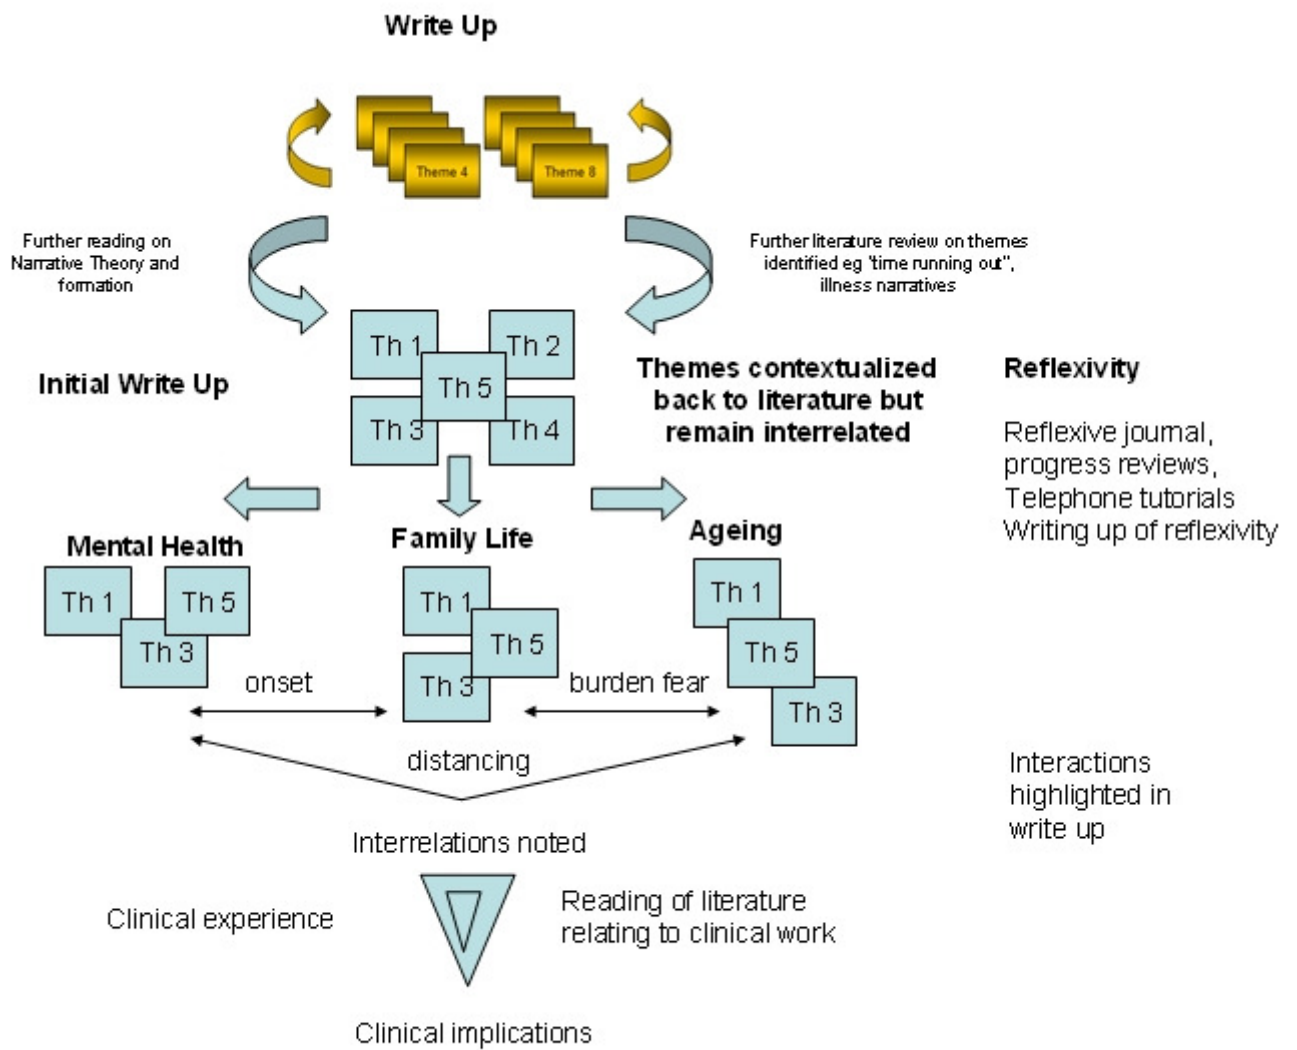 Write Up
Theme 4
Theme 8
Further reading on
Narrative Theory and
formation
Further literature review on themes
identified eg 'time running out",
illness narratives
Initial Write Up
Th 1
Th 2
Th 5
Th 3
Th 4
Themes contextualized
back to literature but
remain interrelated
Reflexivity
Reflexive journal,
progress reviews,
Telephone tutorials
Writing up of reflexivity
Mental Health
Th 1
Th 5
Th 3
Family Life
Th 1
Th 5
Th 3
Ageing
Th 1
Th 5
Th 3
onset
burden fear
distancing
Interactions
highlighted in
write up
Interrelations noted
Clinical experience
Reading of literature
relating to clinical work
Clinical implications